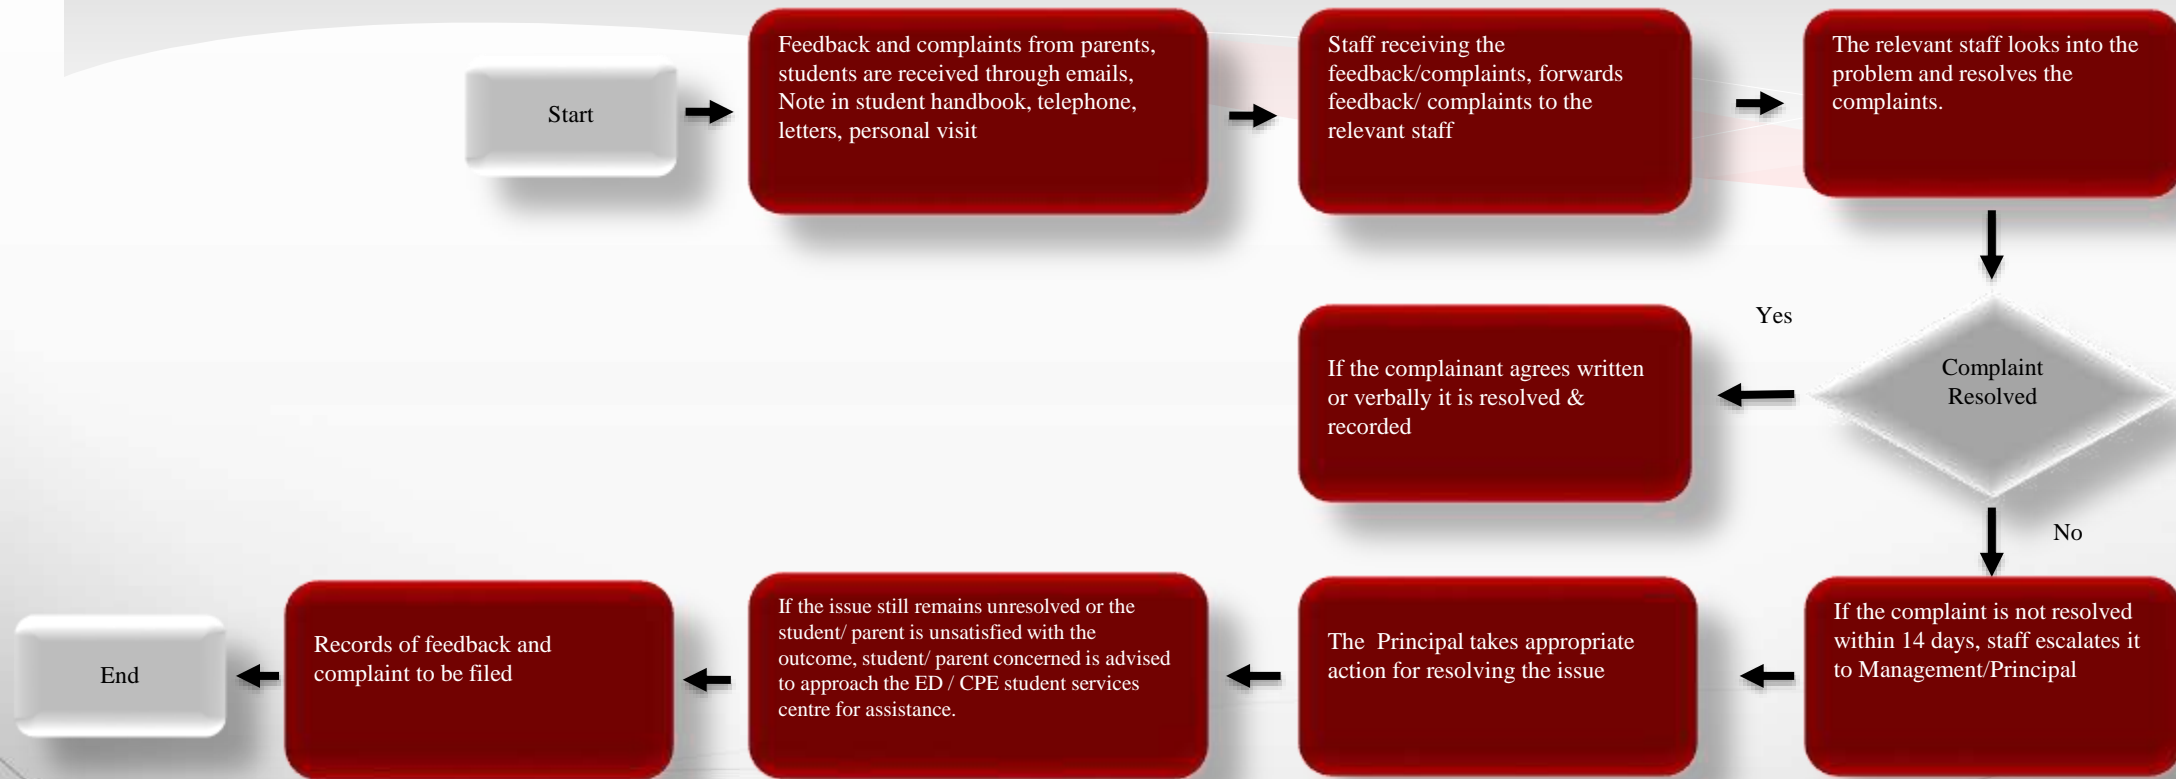 Start
Feedback and complaints from parents,
students are received through emails,
Note in student handbook, telephone,
letters, personal visit
Staff receiving the
feedback/complaints, forwards
feedback/ complaints to the
relevant staff
The relevant staff looks into the
problem and resolves the
complaints.
Complaint
Resolved
Yes
If the complainant agrees written
or verbally it is resolved &
recorded
No
If the complaint is not resolved
within 14 days, staff escalates it
to Management/Principal
The  Principal takes appropriate
action for resolving the issue
If the issue still remains unresolved or the
student/ parent is unsatisfied with the
outcome, student/ parent concerned is advised
to approach the ED / CPE student services
centre for assistance.
Records of feedback and
complaint to be filed
End